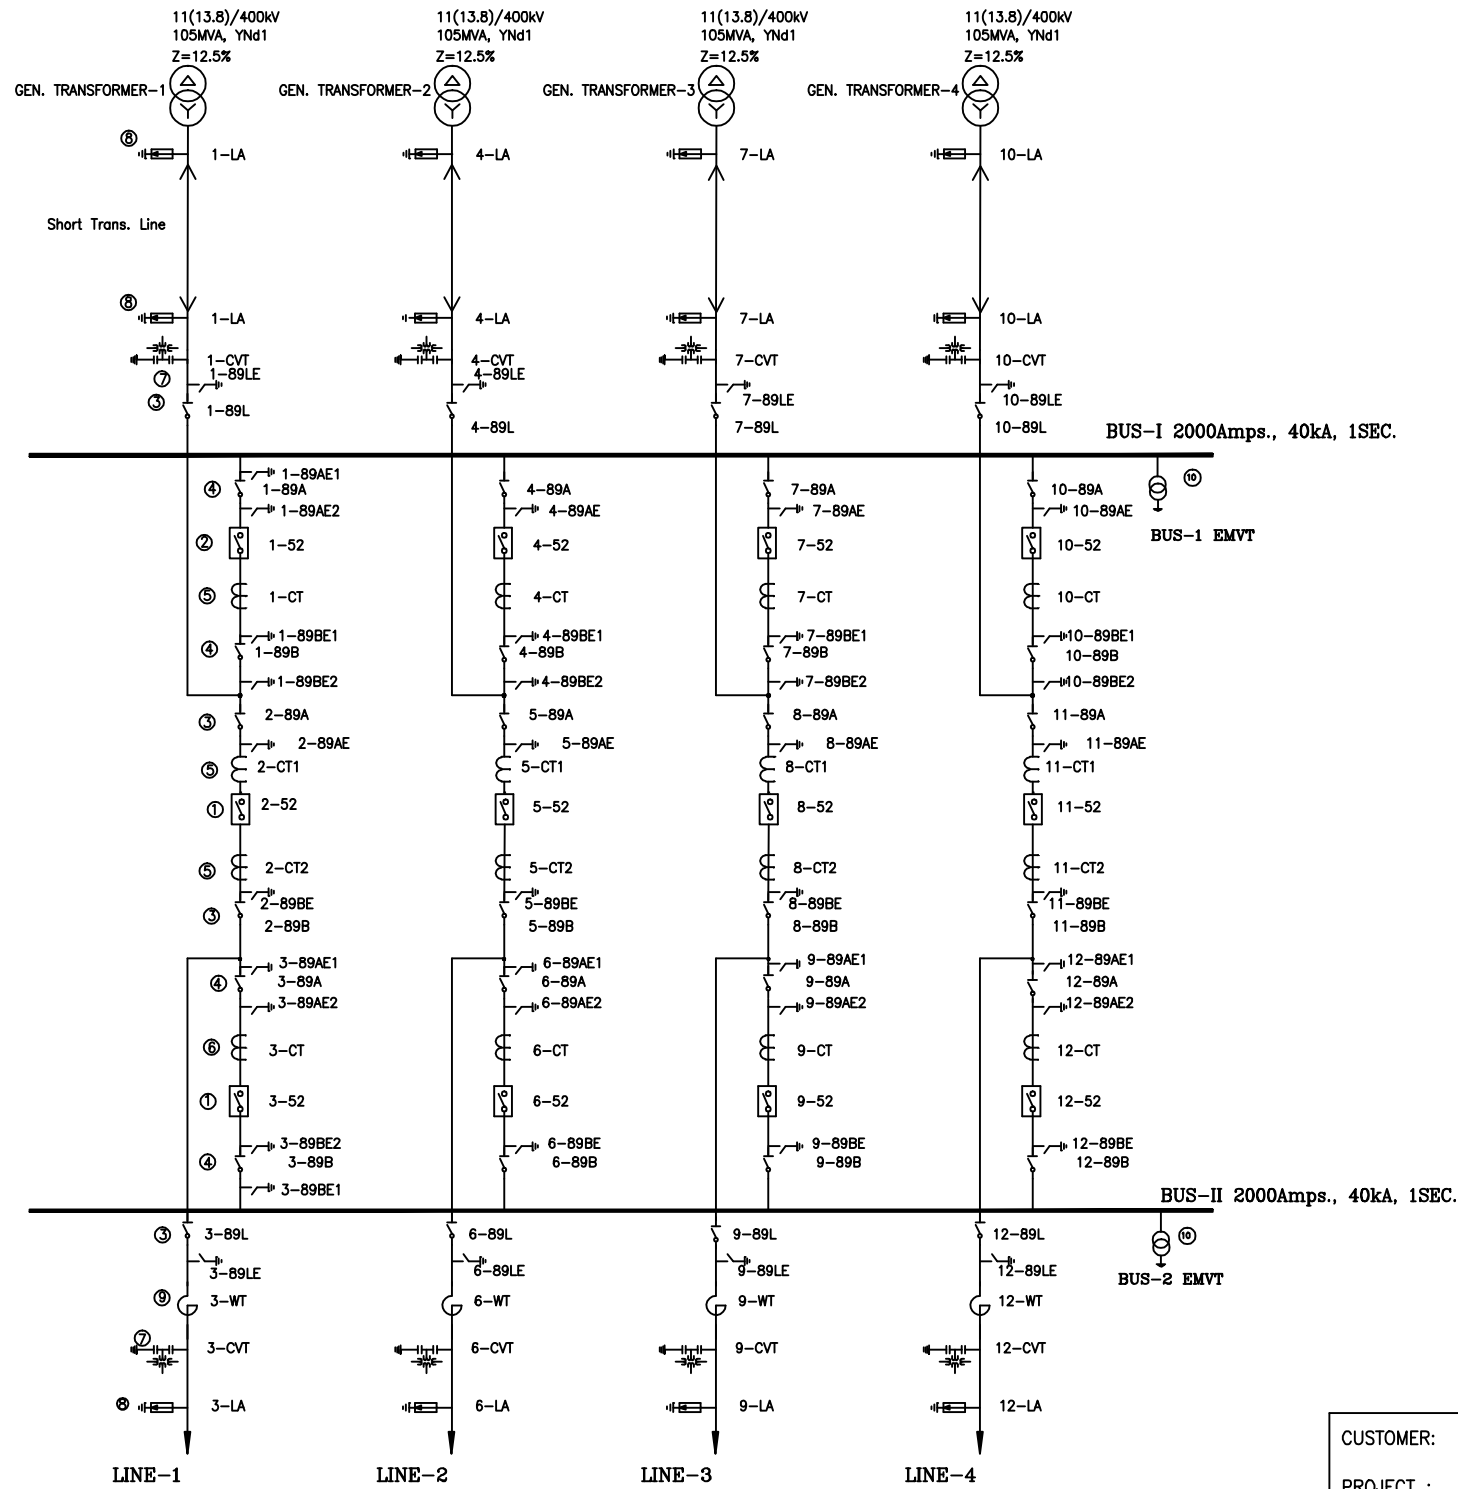 11(13.8)/400kV
105MVA, YNd1
Z=12.5%
GEN. TRANSFORMER-1
11(13.8)/400kV
105MVA, YNd1
Z=12.5%
GEN. TRANSFORMER-2
11(13.8)/400kV
105MVA, YNd1
Z=12.5%
GEN. TRANSFORMER-3
11(13.8)/400kV
105MVA, YNd1
Z=12.5%
GEN. TRANSFORMER-4
8 1-LA 4-LA 7-LA 10-LA
Short Trans. Line
8 1-LA 4-LA 7-LA 10-LA
1-CVT 4-CVT 7-CVT 10-CVT
7 1-89LE 4-89LE 7-89LE 10-89LE
3 1-89L 4-89L 7-89L 10-89L
BUS-I 2000Amps., 40kA, 1SEC.
1-89AE1
4 1-89A 4-89A 7-89A 10-89A 10
1-89AE2 4-89AE 7-89AE 10-89AE
BUS-1 EMVT
2 1-52 4-52 7-52 10-52
5 1-CT 4-CT 7-CT 10-CT
1-89BE1 4-89BE1 7-89BE1 10-89BE1
4 1-89B 4-89B 7-89B 10-89B
1-89BE2 4-89BE2 7-89BE2 10-89BE2
3 2-89A 5-89A 8-89A 11-89A
2-89AE 5-89AE 8-89AE 11-89AE
5 2-CT1 5-CT1 8-CT1 11-CT1
1 2-52 5-52 8-52 11-52
5 2-CT2 5-CT2 8-CT2 11-CT2
2-89BE 5-89BE 8-89BE 11-89BE
3 2-89B 5-89B 8-89B 11-89B
3-89AE1 6-89AE1 9-89AE1 12-89AE1
4 3-89A 6-89A 9-89A 12-89A
3-89AE2 6-89AE2 9-89AE2 12-89AE2
6 3-CT 6-CT 9-CT 12-CT
1 3-52 6-52 9-52 12-52
3-89BE2 6-89BE 9-89BE 12-89BE
4 3-89B 6-89B 9-89B 12-89B
3-89BE1
BUS-II 2000Amps., 40kA, 1SEC.
3 3-89L 6-89L 9-89L 12-89L 10
3-89LE 6-89LE 9-89LE 12-89LE
BUS-2 EMVT
9 3-WT 6-WT 9-WT 12-WT
7 3-CVT 6-CVT 9-CVT 12-CVT
8 3-LA 6-LA 9-LA 12-LA
LINE-1 LINE-2 LINE-3 LINE-4
CUSTOMER:
PROJECT :